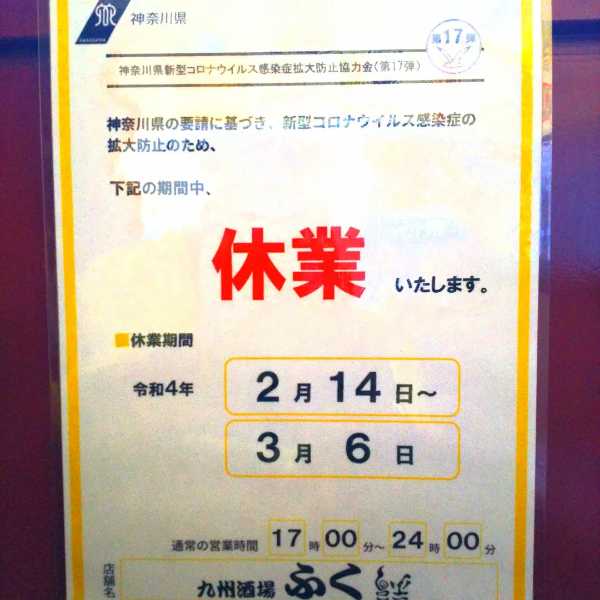 神奈川県
第17弾
神奈川県新型コロナウイルス感染症拡大防止協力金(第17弾)
神奈川県の要請に基づき、新型コロナウイルス感染症の
拡大防止のため、
下記の期間中、
休業 いたします。
■休業期間
令和4年 2月14日～
3月6日
通常の営業時間 17時00分～24時00分
店舗名 九州酒場 ふく